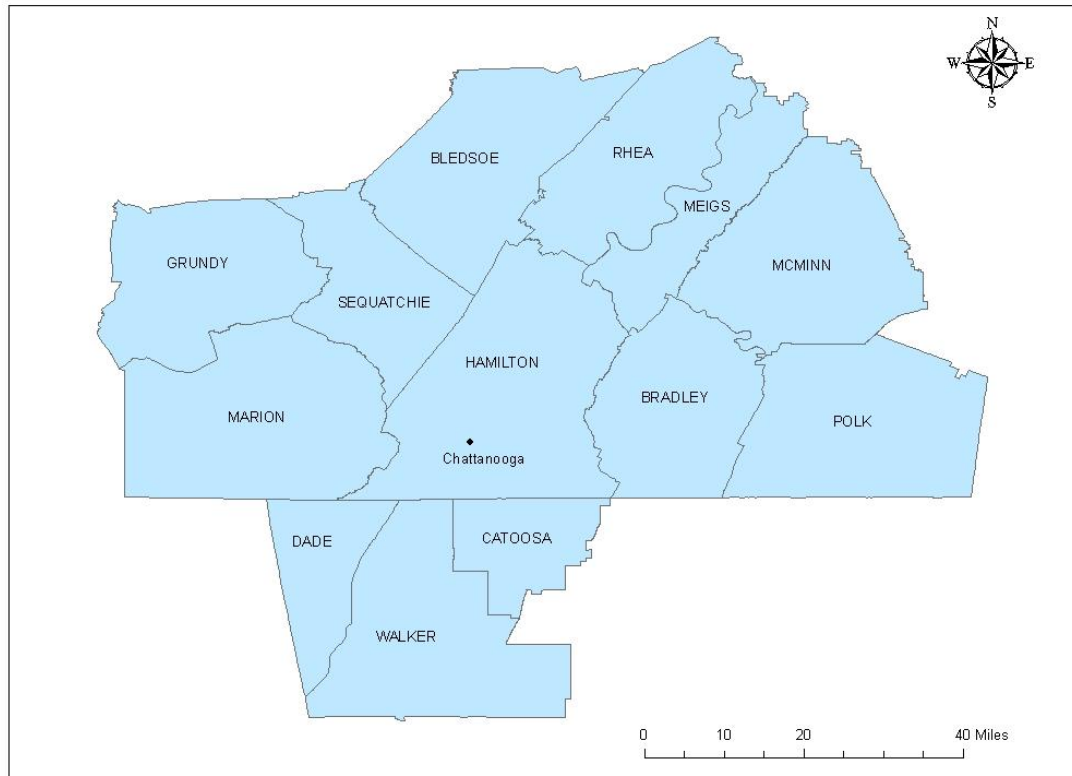 N
W E
S
BLEDSOE
RHEA
MEIGS
GRUNDY
MCMINN
SEQUATCHIE
HAMILTON
BRADLEY
MARION
POLK
Chattanooga
DADE
CATOOSA
WALKER
0 10 20 40 Miles